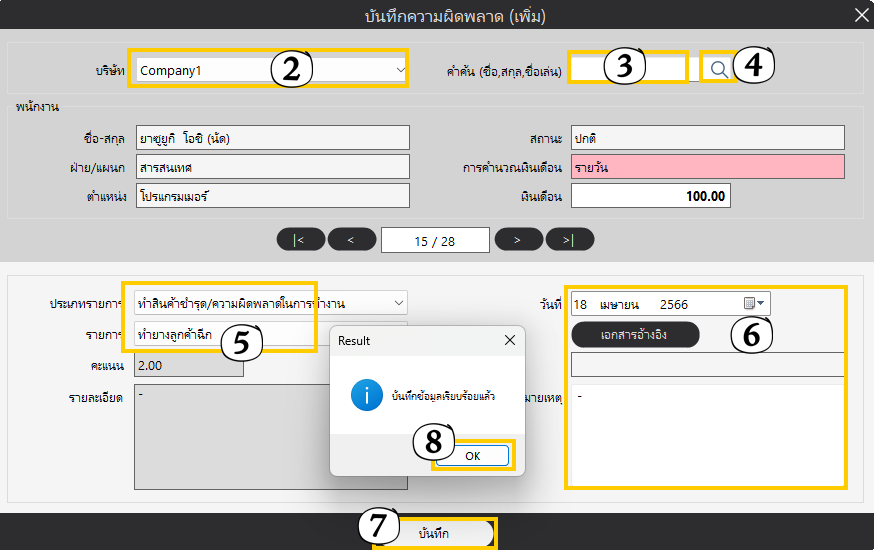 บันทึกความผิดพลาด (เพิ่ม)
บริษัท Company1 2 คำค้น (ชื่อ,สกุล,ชื่อเล่น) 3 4
พนักงาน
ชื่อ-สกุล ยาซูยูกิ โอชิ (นัด) สถานะ ปกติ
ฝ่าย/แผนก สารสนเทศ การคำนวณเงินเดือน รายวัน
ตำแหน่ง โปรแกรมเมอร์ เงินเดือน 100.00
|< < 15 / 28 > >|
ประเภทรายการ ทำสินค้าชำรุด/ความผิดพลาดในการทำงาน วันที่ 18 เมษายน 2566
รายการ ทำยางลูกค้าฉีก 5 เอกสารอ้างอิง 6
Result
คะแนน 2.00
รายละเอียด - บันทึกข้อมูลเรียบร้อยแล้ว มายเหตุ -
8 OK
7 บันทึก